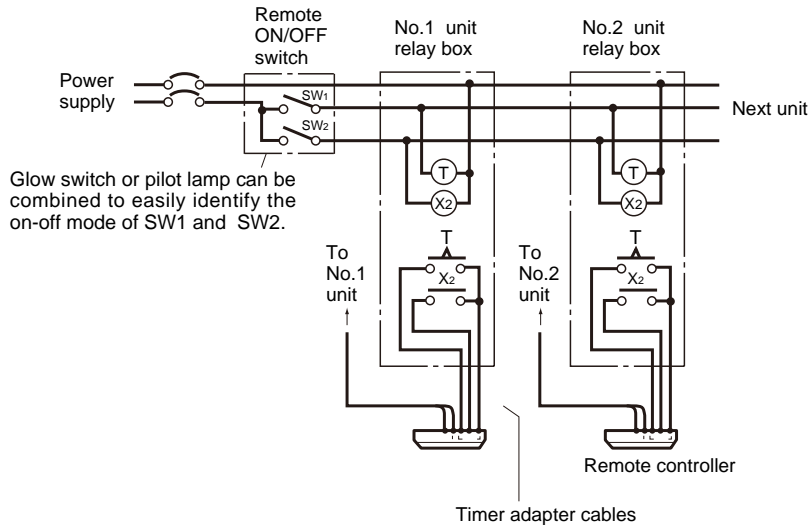 Remote
ON/OFF
switch
No.1 unit
relay box
No.2 unit
relay box
Power
supply
SW1
SW2
Next unit
Glow switch or pilot lamp can be
combined to easily identify the
on-off mode of SW1 and SW2.
T
X2
T
X2
To
No.1
unit
T
X2
To
No.2
unit
T
X2
Remote controller
Timer adapter cables